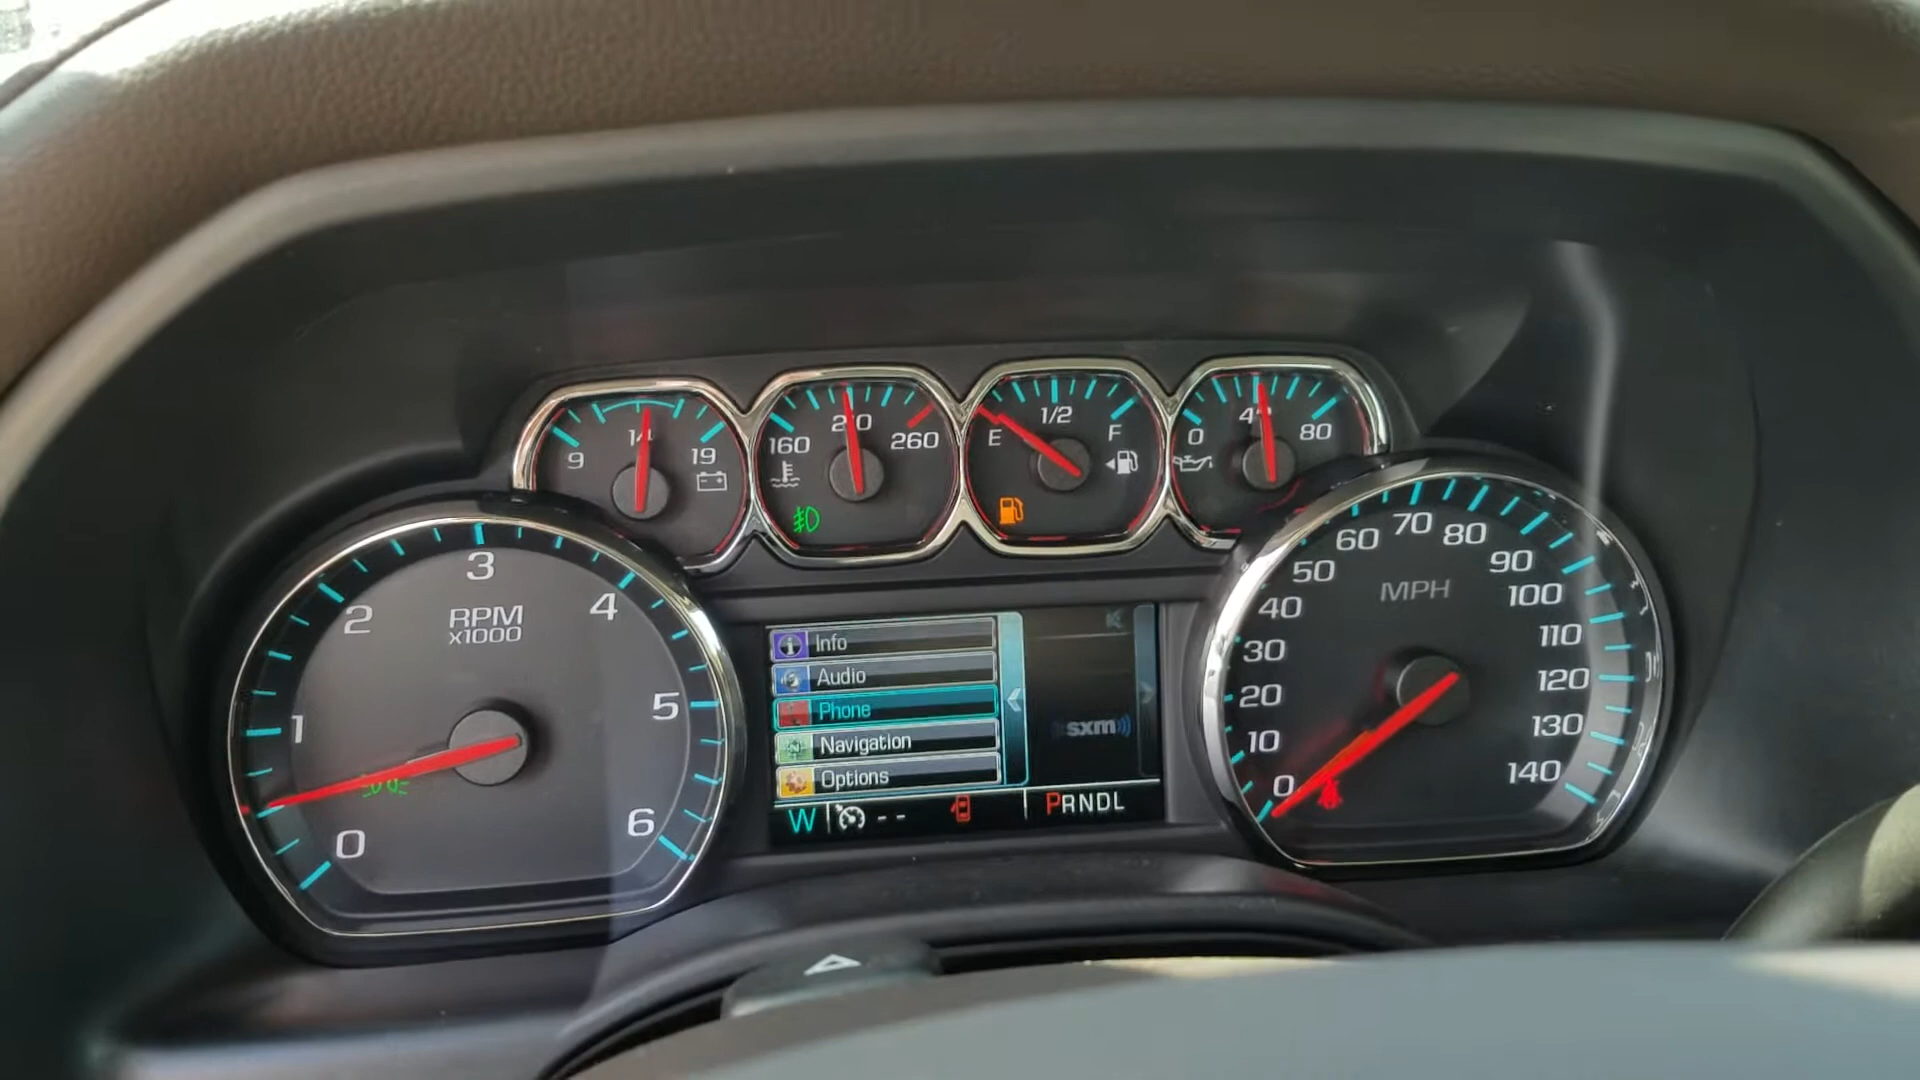 14
9
19
210
160
260
1/2
E
F
40
0
80
3
2
4
RPM
x1000
1
5
0
6
Info
Audio
Phone
Navigation
Options
sxm
W
--
PRNDL
70
60
80
50
90
MPH
40
100
30
110
20
120
10
130
0
140